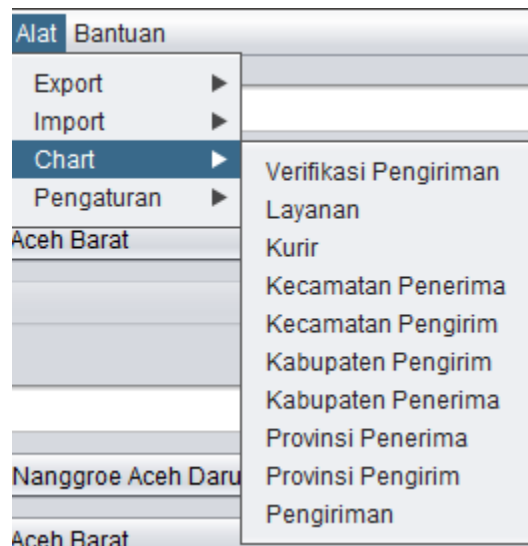 Alat Bantuan
Export
Import
Chart
Pengaturan
Verifikasi Pengiriman
Layanan
Kurir
Kecamatan Penerima
Kecamatan Pengirim
Kabupaten Pengirim
Kabupaten Penerima
Provinsi Penerima
Provinsi Pengirim
Pengiriman
Aceh Barat
Nanggroe Aceh Daru
Aceh Barat